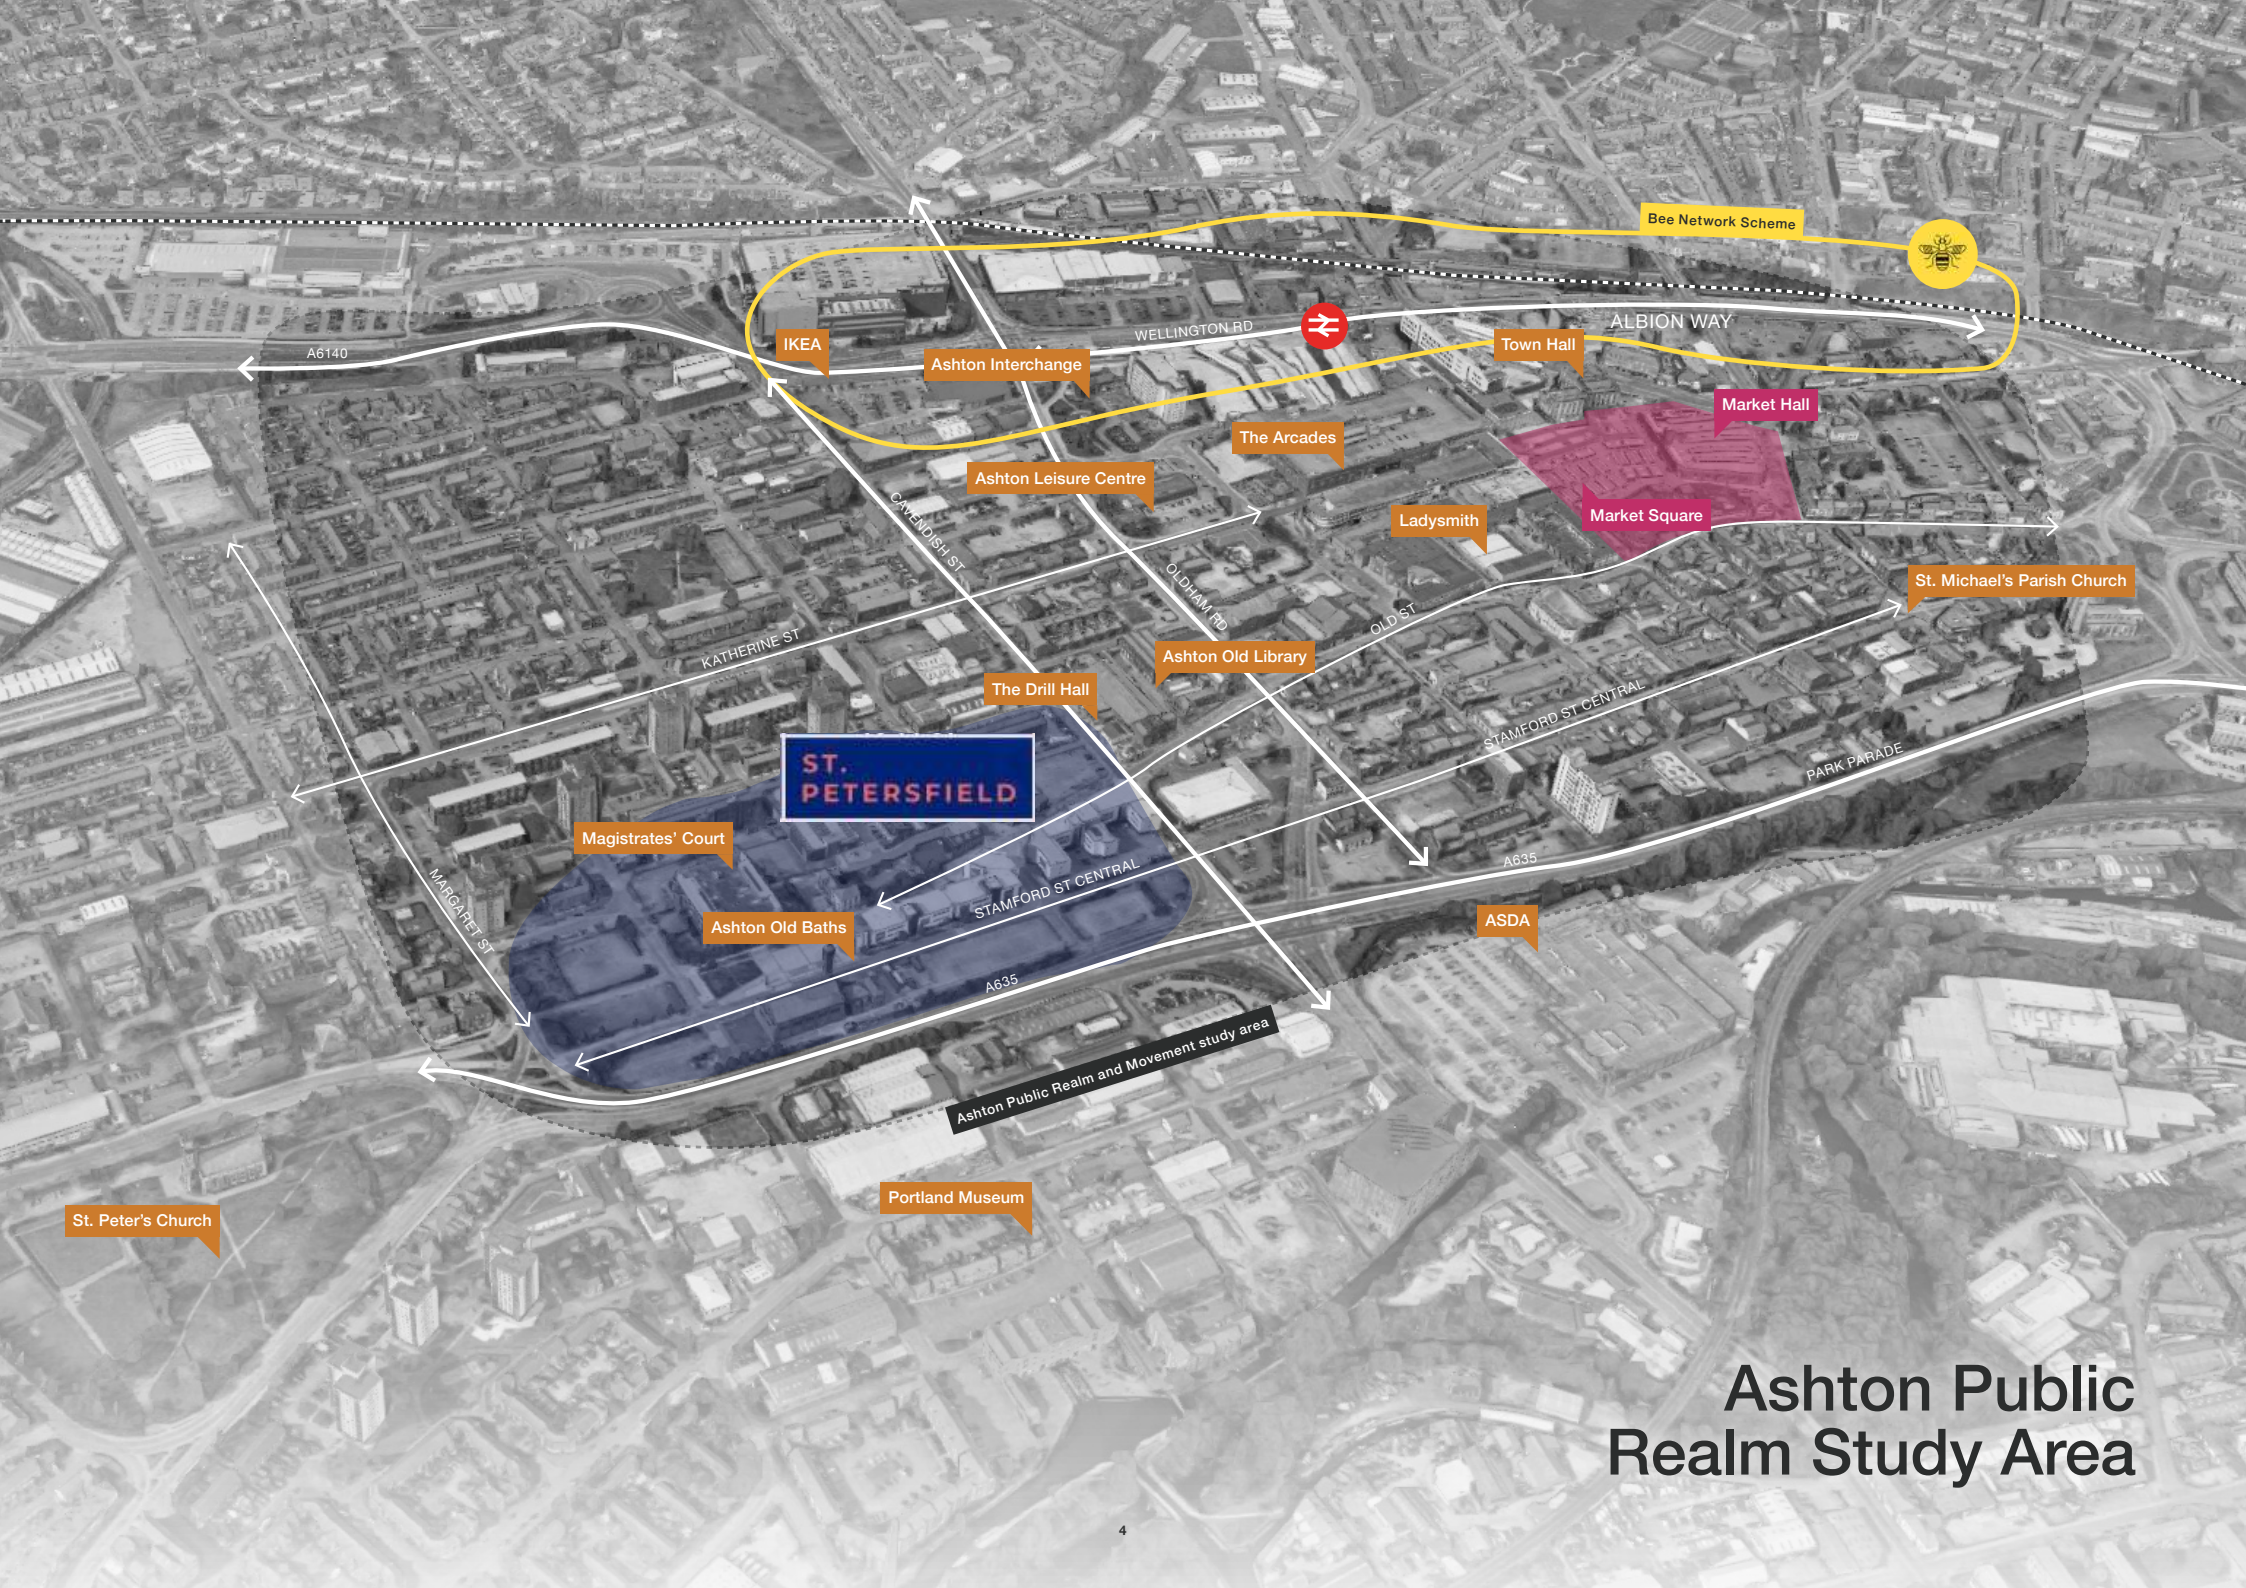 Bee Network Scheme
ALBION WAY
WELLINGTON RD
A6140
IKEA
Town Hall
Ashton Interchange
Market Hall
The Arcades
Ashton Leisure Centre
Market Square
Ladysmith
CAVENDISH ST
OLDHAM RD
St. Michael's Parish Church
OLD ST
KATHERINE ST
Ashton Old Library
The Drill Hall
STAMFORD ST CENTRAL
PARK PARADE
ST.
PETERSFIELD
Magistrates' Court
A635
STAMFORD ST CENTRAL
MARGARET ST
Ashton Old Baths
ASDA
A635
Ashton Public Realm and Movement study area
Portland Museum
St. Peter's Church
Ashton Public
Realm Study Area
4